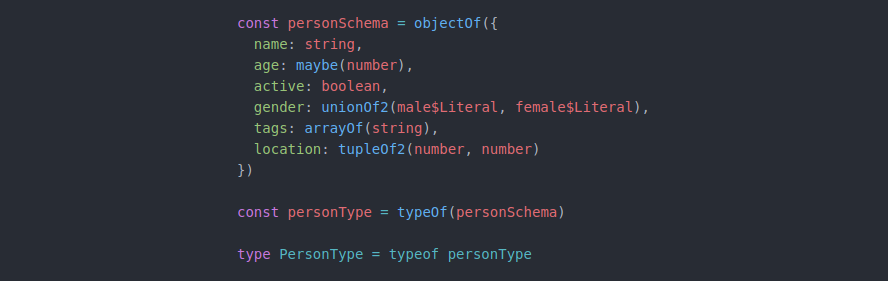 const personSchema = objectOf({
  name: string,
  age: maybe(number),
  active: boolean,
  gender: unionOf2(male$Literal, female$Literal),
  tags: arrayOf(string),
  location: tupleOf2(number, number)
})
const personType = typeOf(personSchema)
type PersonType = typeof personType